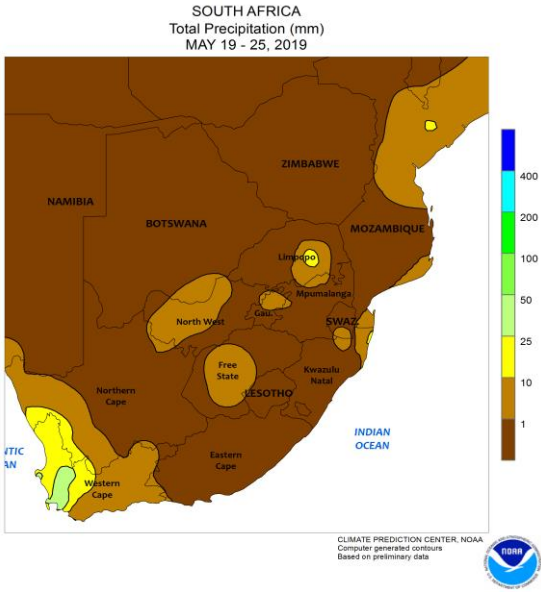 SOUTH AFRICA
Total Precipitation (mm)
MAY 19 - 25, 2019
ZIMBABWE
NAMIBIA
BOTSWANA
MOZAMBIQUE
Limpopo
Mpumalanga
Gau.
North West
SWAZ.
Free
State
Kwazulu
Natal
LESOTHO
Northern
Cape
Eastern
Cape
Western
Cape
INDIAN
OCEAN
NTIC
AN
400
200
100
50
25
10
1
CLIMATE PREDICTION CENTER, NOAA
Computer generated contours
Based on preliminary data
NOAA